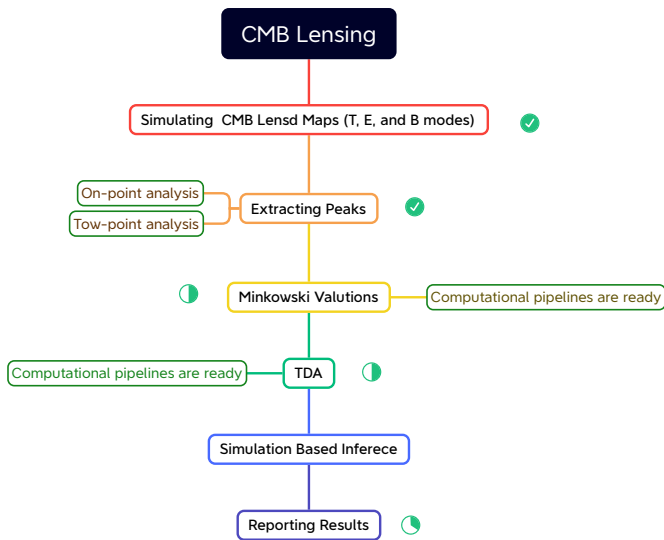 CMB Lensing
Simulating CMB Lensd Maps (T, E, and B modes)
On-point analysis
Tow-point analysis
Extracting Peaks
Minkowski Valutions
Computational pipelines are ready
Computational pipelines are ready
TDA
Simulation Based Inferece
Reporting Results